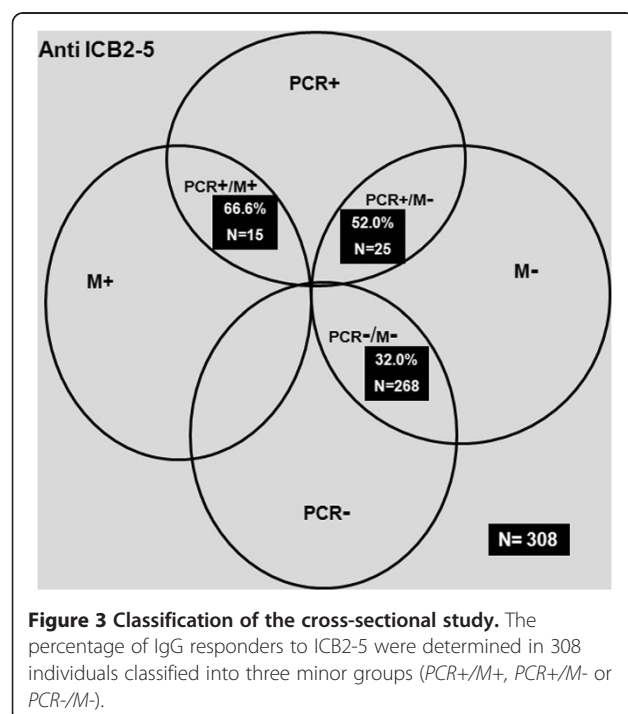 Anti ICB2-5
PCR+
PCR+/M+
66.6%
N=15
PCR+/M-
52.0%
N=25
M+
M-
PCR-/M-
32.0%
N=268
PCR-
N= 308
Figure 3 Classification of the cross-sectional study. The
percentage of IgG responders to ICB2-5 were determined in 308
individuals classified into three minor groups (PCR+/M+, PCR+/M- or
PCR-/M-).